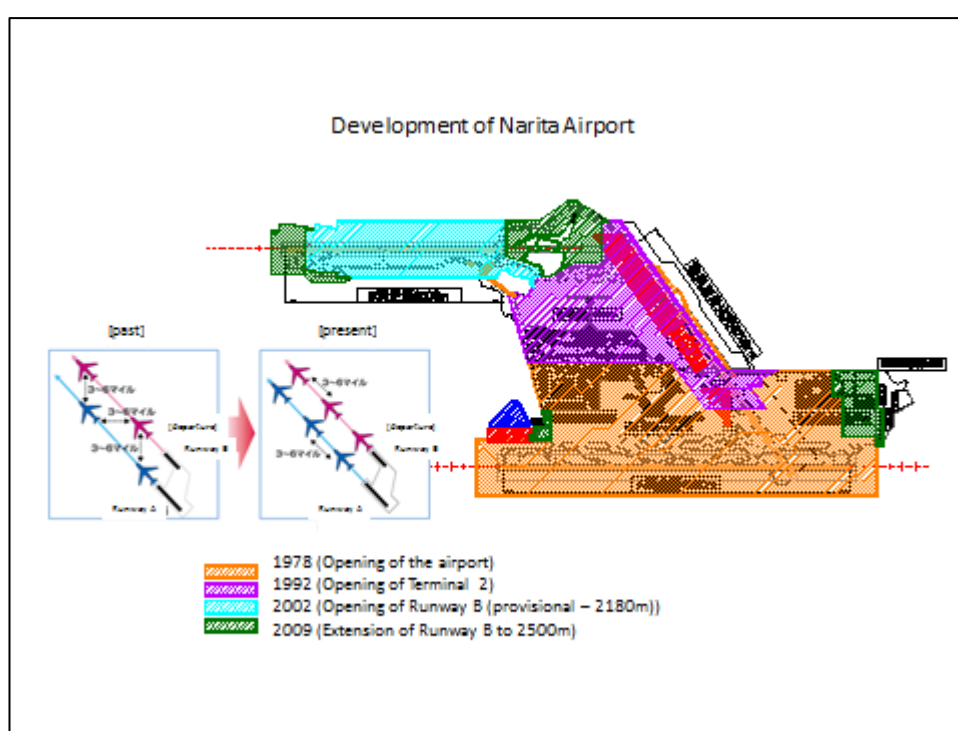 Development of Narita Airport
[past]
[present]
3~6マイル
3~6マイル
3~6マイル
[departure]
Runway B
Runway A
3~6マイル
3~6マイル
[departure]
Runway B
Runway A
1978 (Opening of the airport)
1992 (Opening of Terminal 2)
2002 (Opening of Runway B (provisional – 2180m))
2009 (Extension of Runway B to 2500m)